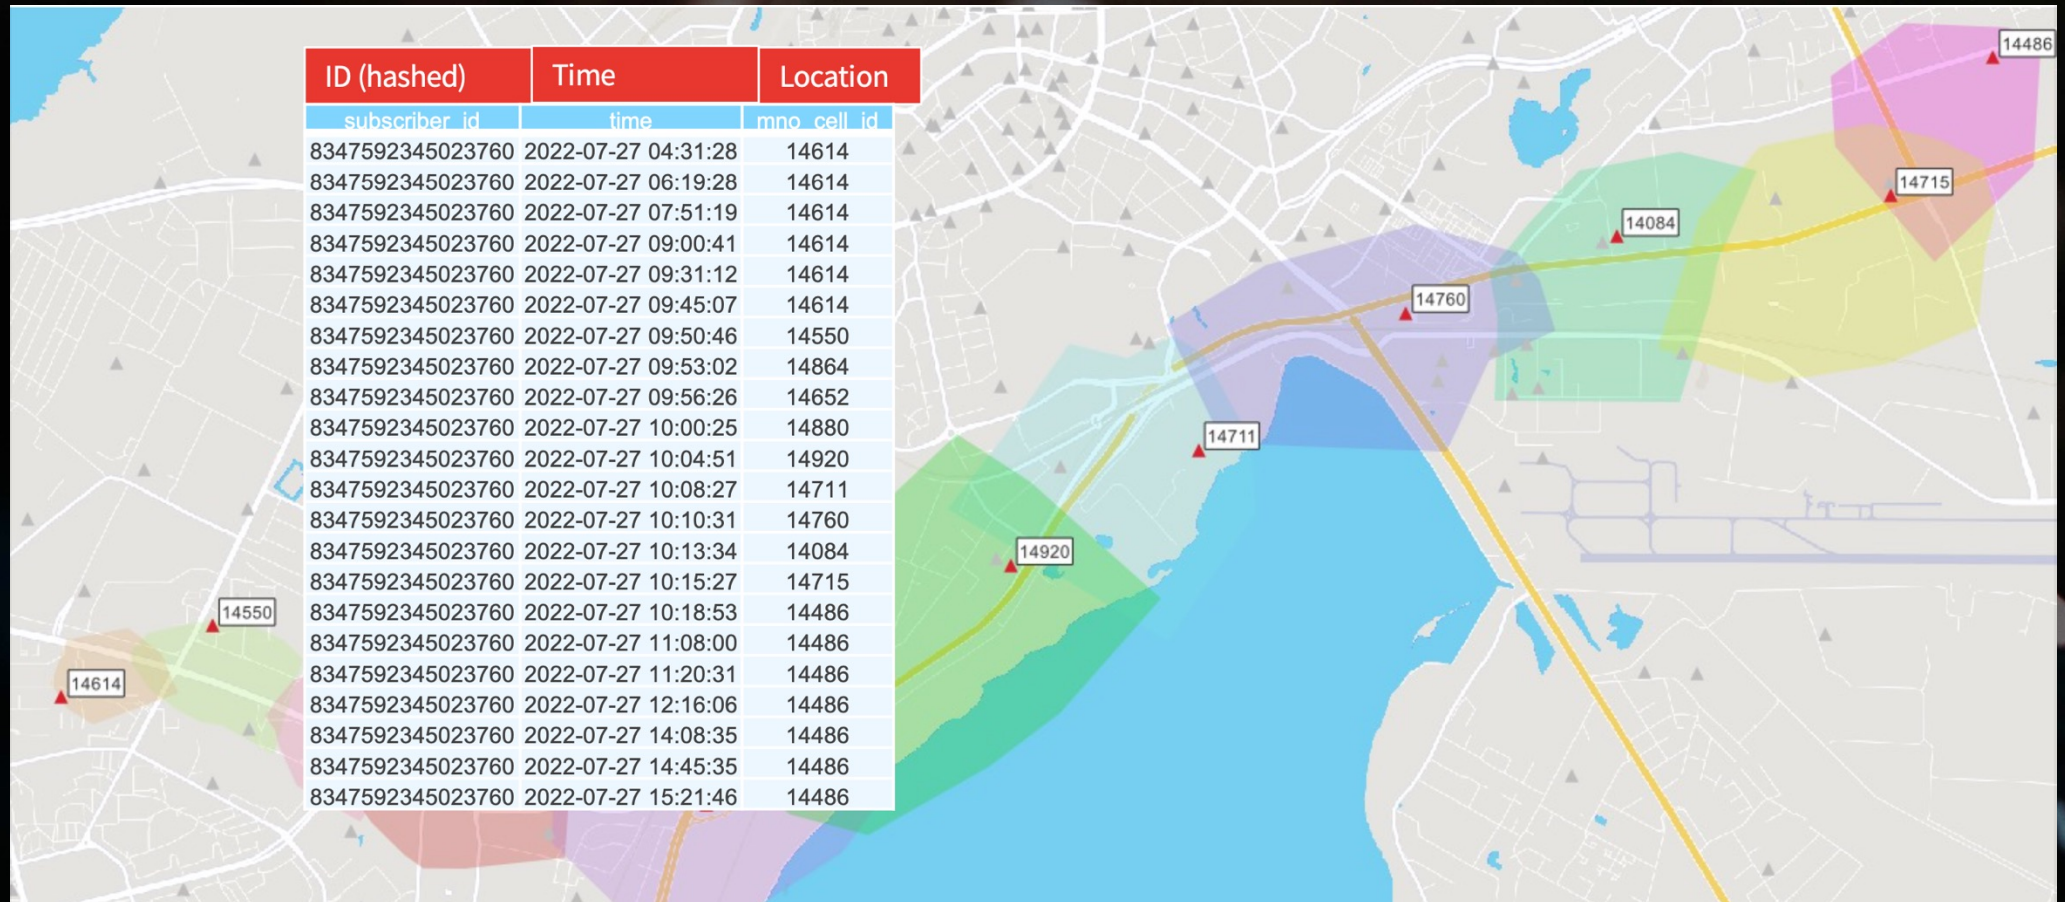 ID (hashed) Time Location
subscriber_id time mno_cell_id
8347592345023760 2022-07-27 04:31:28 14614
8347592345023760 2022-07-27 06:19:28 14614
8347592345023760 2022-07-27 07:51:19 14614
8347592345023760 2022-07-27 09:00:41 14614
8347592345023760 2022-07-27 09:31:12 14614
8347592345023760 2022-07-27 09:45:07 14614
8347592345023760 2022-07-27 09:50:46 14550
8347592345023760 2022-07-27 09:53:02 14864
8347592345023760 2022-07-27 09:56:26 14652
8347592345023760 2022-07-27 10:00:25 14880
8347592345023760 2022-07-27 10:04:51 14920
8347592345023760 2022-07-27 10:08:27 14711
8347592345023760 2022-07-27 10:10:31 14760
8347592345023760 2022-07-27 10:13:34 14084
8347592345023760 2022-07-27 10:15:27 14715
8347592345023760 2022-07-27 10:18:53 14486
8347592345023760 2022-07-27 11:08:00 14486
8347592345023760 2022-07-27 11:20:31 14486
8347592345023760 2022-07-27 12:16:06 14486
8347592345023760 2022-07-27 14:08:35 14486
8347592345023760 2022-07-27 14:45:35 14486
8347592345023760 2022-07-27 15:21:46 14486
14486
14715
14084
14760
14711
14920
14550
14614